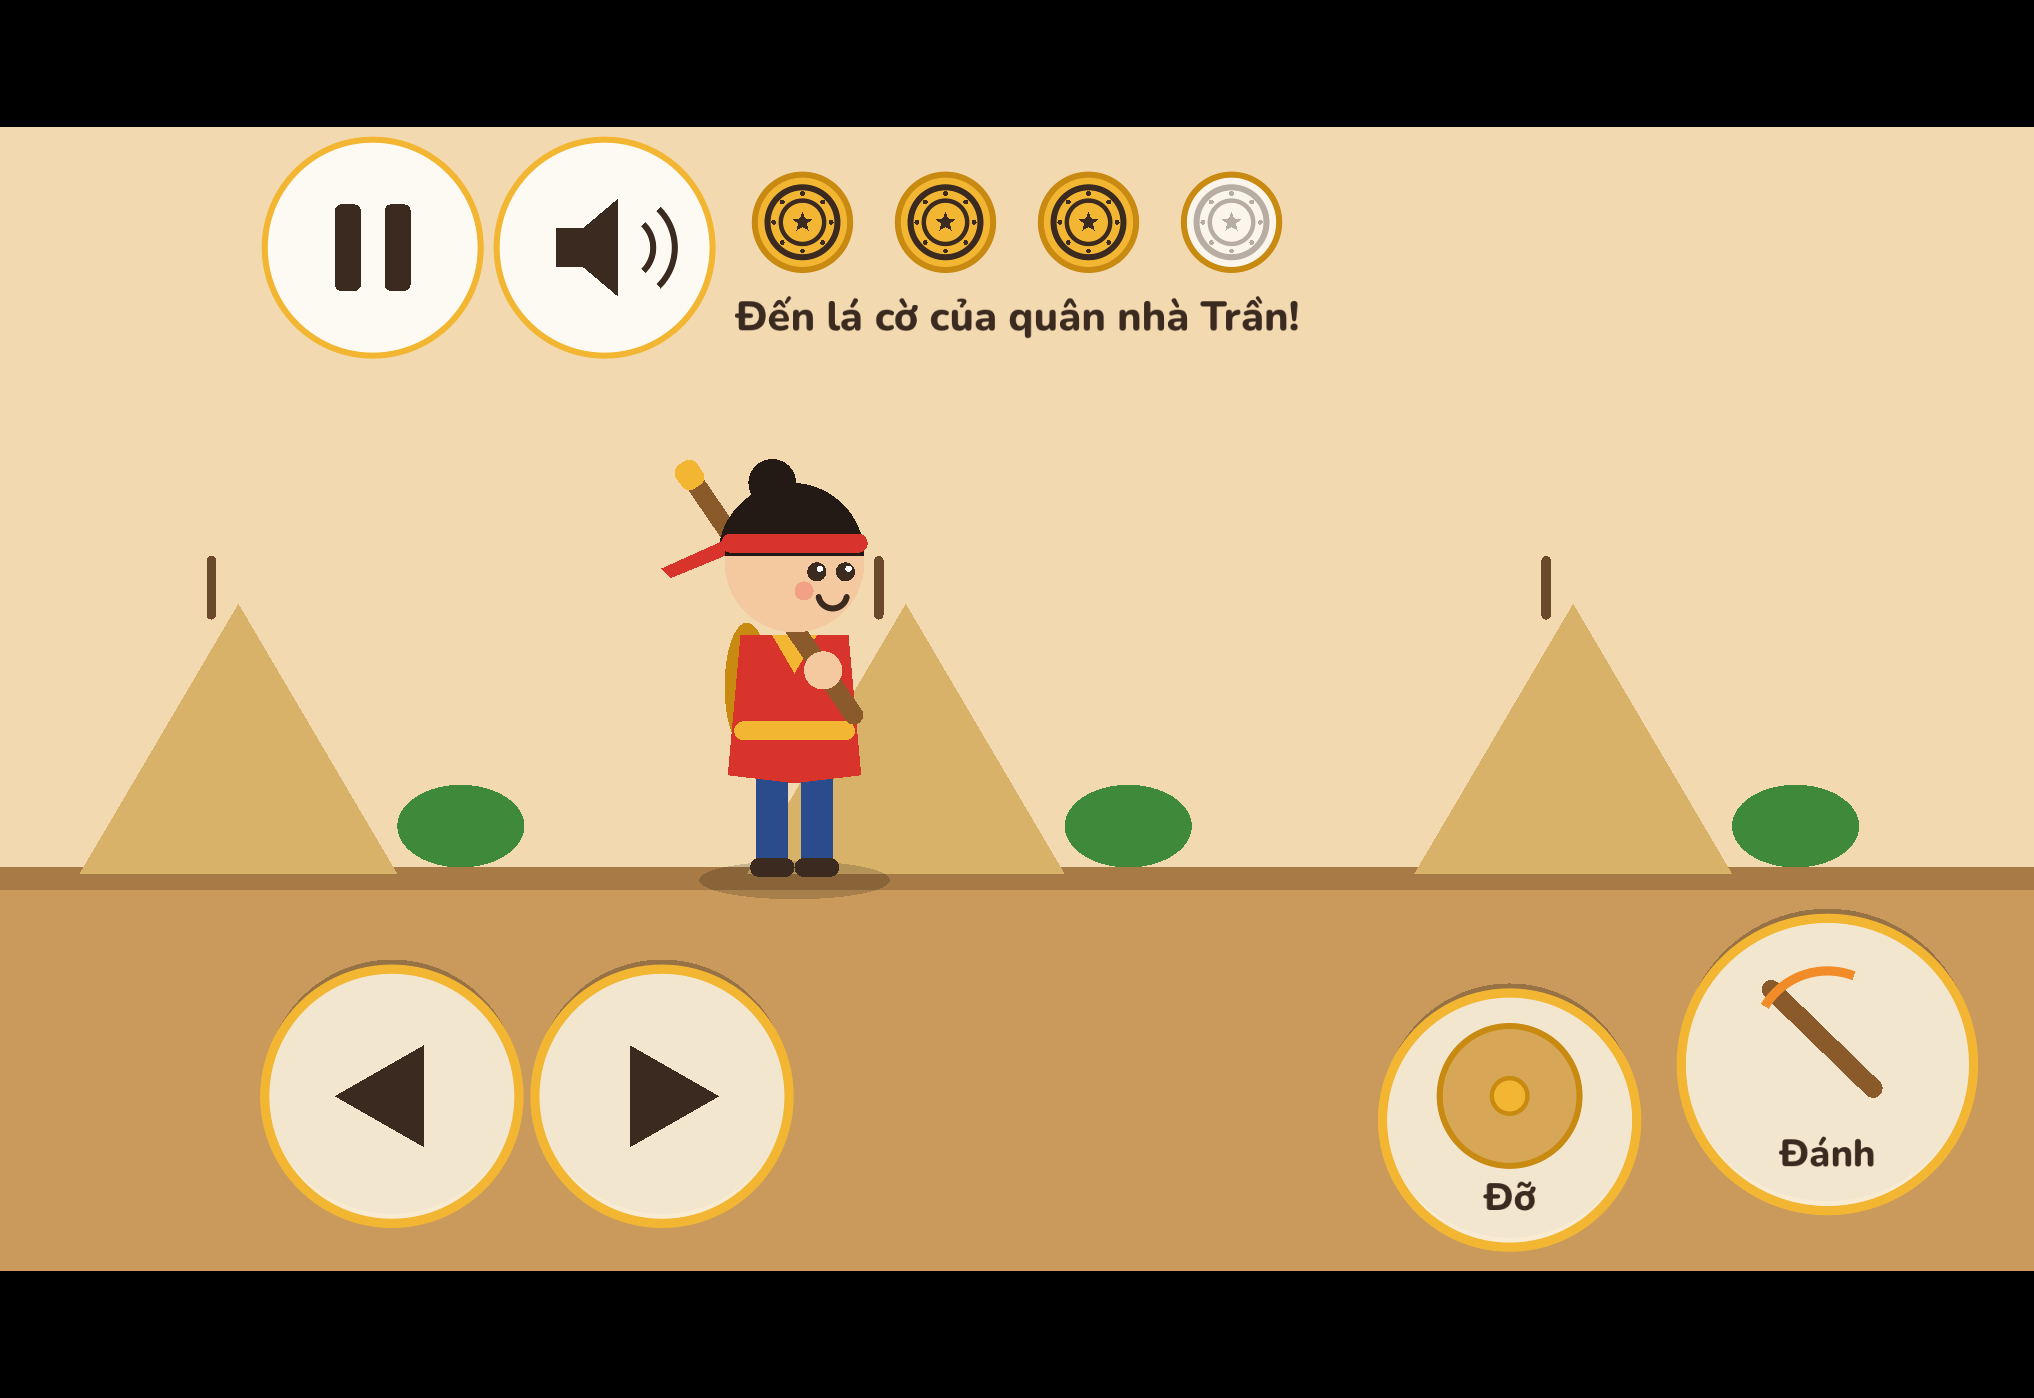 Đến lá cờ của quân nhà Trần!
Đánh
Đỡ